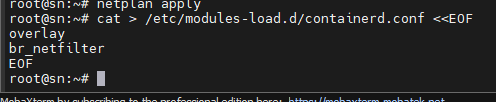 root@sn:~# netplan apply
root@sn:~# cat > /etc/modules-load.d/containerd.conf <<EOF
overlay
br_netfilter
EOF
root@sn:~#
MobaXterm by subscribing to the professional edition here: https://mobaxterm.mobatek.net